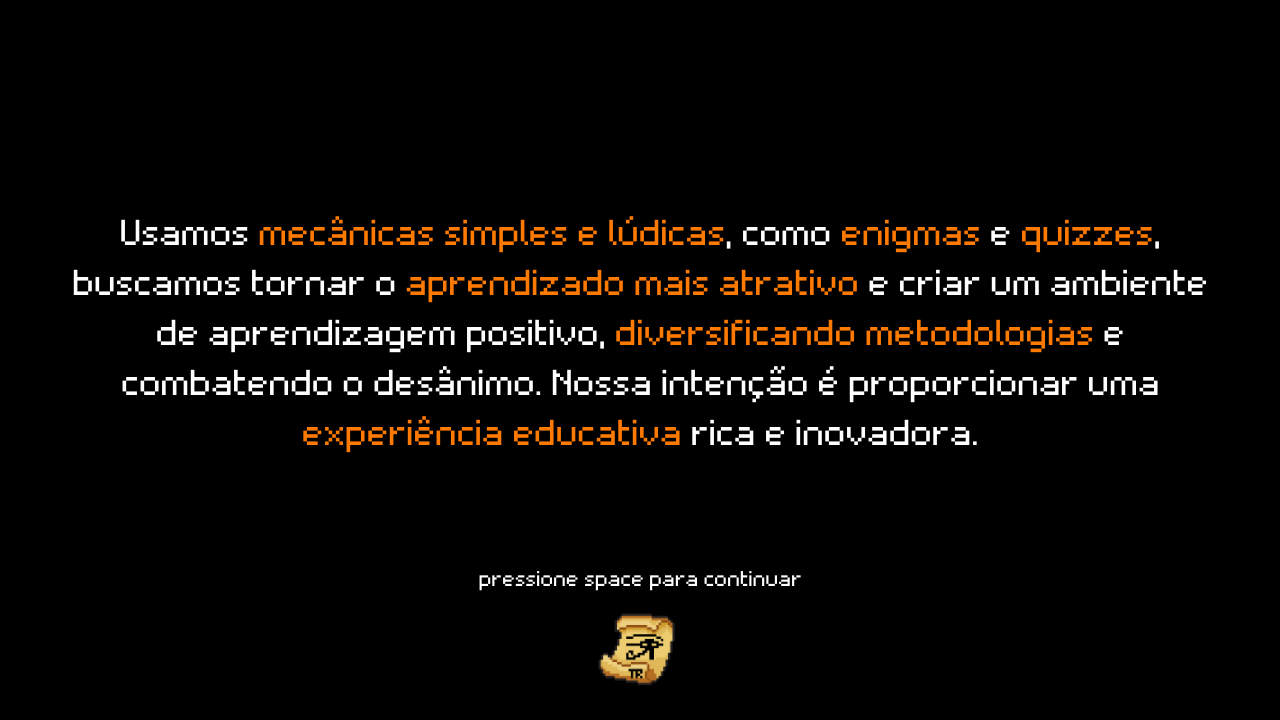 Usamos mecânicas simples e lúdicas, como enigmas e quizzes,
buscamos tornar o aprendizado mais atrativo e criar um ambiente
de aprendizagem positivo, diversificando metodologias e
combatendo o desânimo. Nossa intenção é proporcionar uma
experiência educativa rica e inovadora.
pressione space para continuar
TR